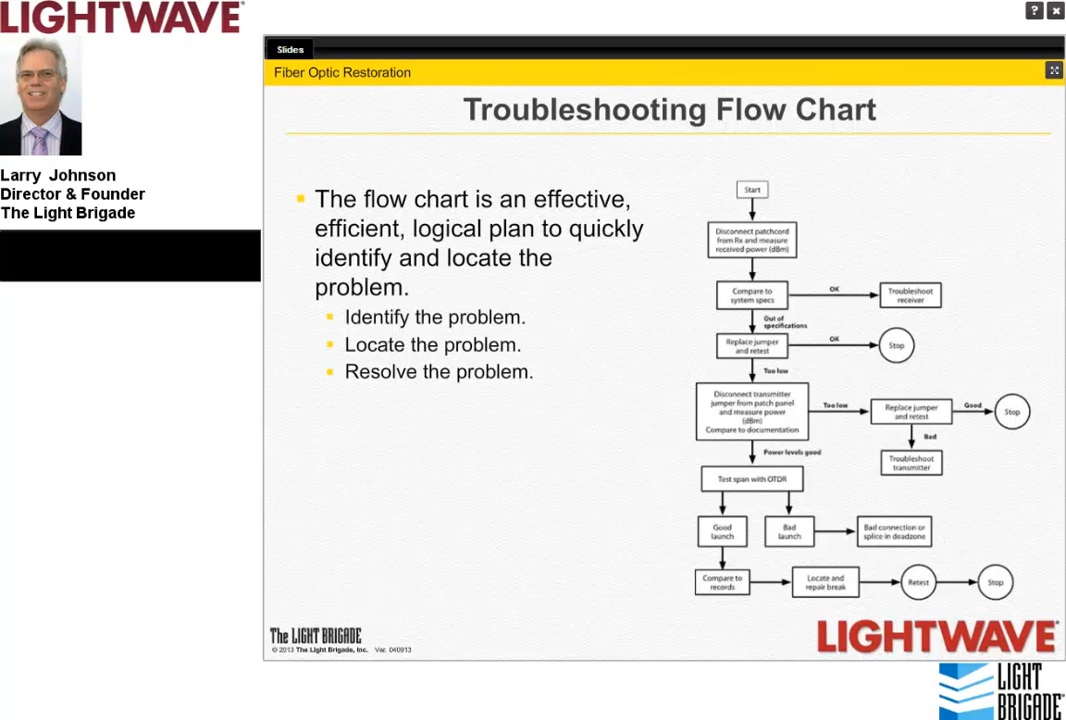 LIGHTWAVE®
? ×
Slides
Fiber Optic Restoration
Larry Johnson
Director & Founder
The Light Brigade
Troubleshooting Flow Chart
The flow chart is an effective,
efficient, logical plan to quickly
identify and locate the
problem.
Identify the problem.
Locate the problem.
Resolve the problem.
Start
Disconnect patchcord
from Rx and measure
received power (dBm)
Compare to
system specs
OK
Troubleshoot
receiver
Out of
specifications
Replace jumper
and retest
OK
Stop
Too low
Disconnect transmitter
jumper from patch panel
and measure power
(dBm)
Compare to documentation
Too low
Replace jumper
and retest
Good
Stop
Bad
Troubleshoot
transmitter
Power levels good
Test span with OTDR
Good
launch
Bad
launch
Bad connection or
splice in deadzone
Compare to
records
Locate and
repair break
Retest
Stop
The LIGHT BRIGADE
© 2013 The Light Brigade, Inc. Ver. 040913
LIGHTWAVE®
LIGHT
BRIGADE®